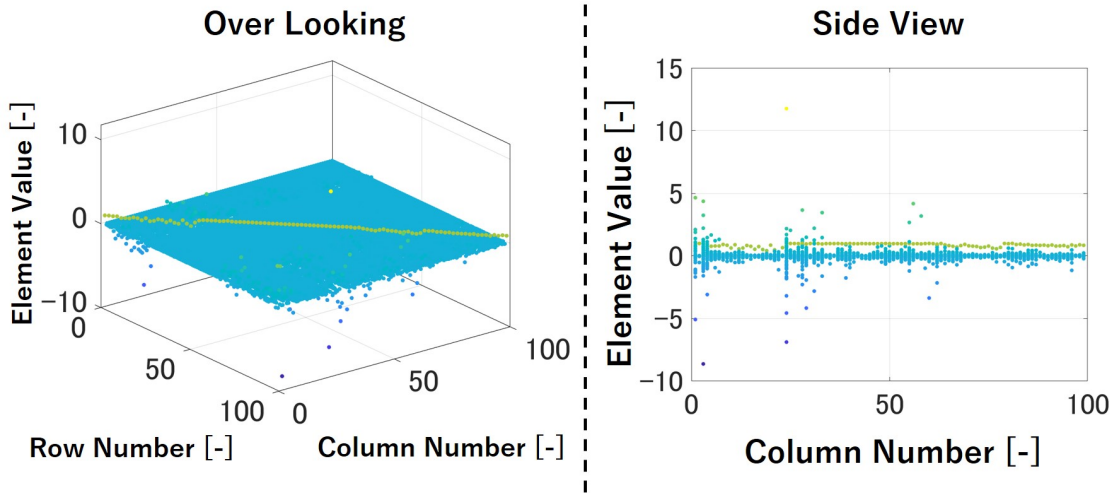 Over Looking
Element Value [-]
10
0
−10
0
50
100
0
50
100
Row Number [-]
Column Number [-]
Side View
Element Value [-]
15
10
5
0
−5
−10
0
50
100
Column Number [-]